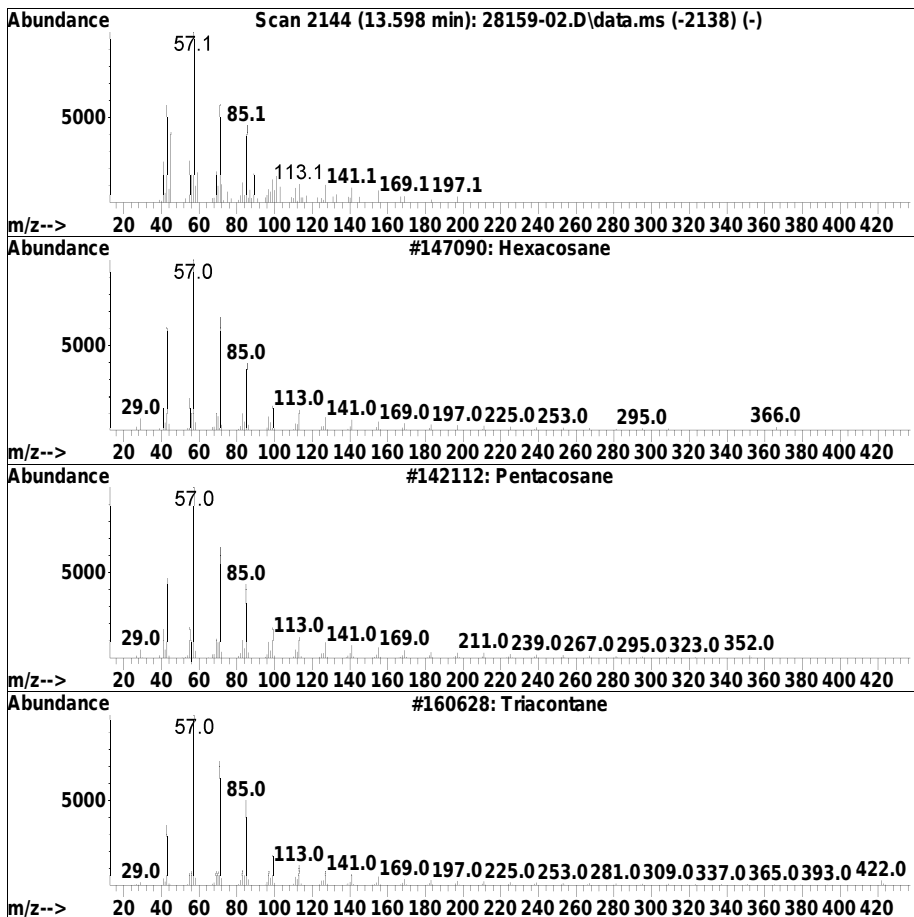 Abundance Scan 2144 (13.598 min): 28159-02.D\data.ms (-2138) (-)
57.1
5000 85.1
113.1 141.1 169.1 197.1
20 40 60 80 100 120 140 160 180 200 220 240 260 280 300 320 340 360 380 400 420
m/z-->
Abundance #147090: Hexacosane
57.0
5000 85.0
29.0 113.0 141.0 169.0 197.0 225.0 253.0 295.0 366.0
20 40 60 80 100 120 140 160 180 200 220 240 260 280 300 320 340 360 380 400 420
m/z-->
Abundance #142112: Pentacosane
57.0
5000 85.0
29.0 113.0 141.0 169.0 211.0 239.0 267.0 295.0 323.0 352.0
20 40 60 80 100 120 140 160 180 200 220 240 260 280 300 320 340 360 380 400 420
m/z-->
Abundance #160628: Triacontane
57.0
5000 85.0
29.0 113.0 141.0 169.0 197.0 225.0 253.0 281.0 309.0 337.0 365.0 393.0 422.0
20 40 60 80 100 120 140 160 180 200 220 240 260 280 300 320 340 360 380 400 420
m/z-->